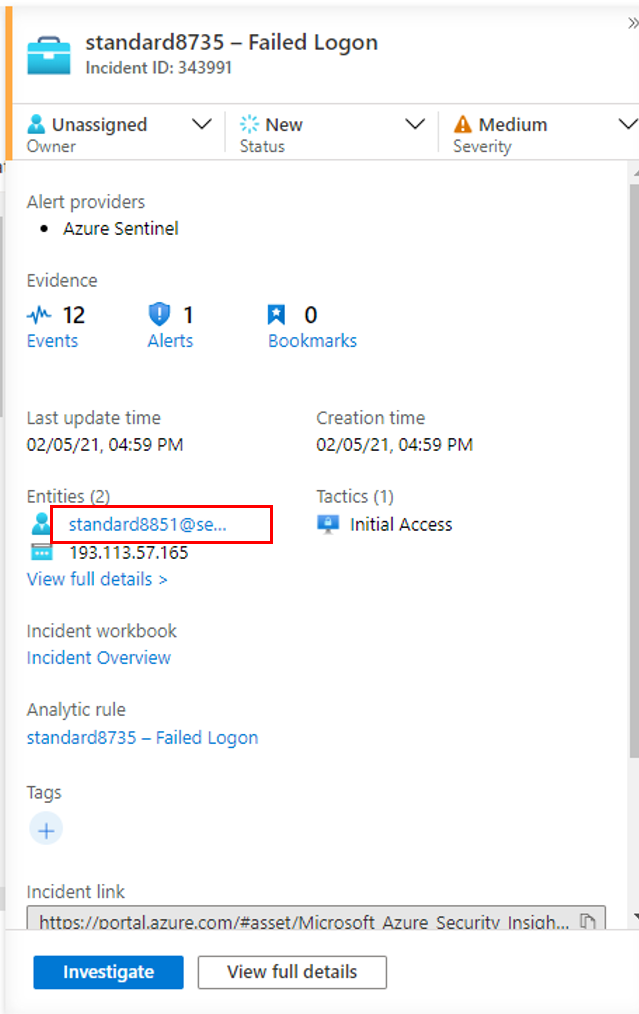 standard8735 – Failed Logon
Incident ID: 343991
Unassigned
Owner
New
Status
Medium
Severity
Alert providers
• Azure Sentinel
Evidence
12
Events
1
Alerts
0
Bookmarks
Last update time
02/05/21, 04:59 PM
Creation time
02/05/21, 04:59 PM
Entities (2)
standard8851@se...
193.113.57.165
View full details >
Tactics (1)
Initial Access
Incident workbook
Incident Overview
Analytic rule
standard8735 – Failed Logon
Tags
Incident link
https://portal.azure.com/#asset/Microsoft_Azure_Security_Insigh...
Investigate
View full details